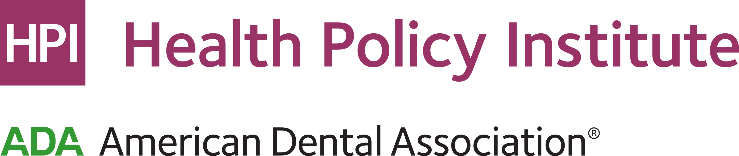 HPI Health Policy Institute
ADA American Dental Association®